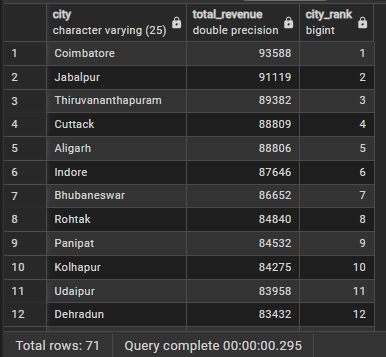 city total_revenue city_rank
character varying (25) double precision bigint
1 Coimbatore 93588 1
2 Jabalpur 91119 2
3 Thiruvananthapuram 89382 3
4 Cuttack 88809 4
5 Aligarh 88806 5
6 Indore 87646 6
7 Bhubaneswar 86652 7
8 Rohtak 84840 8
9 Panipat 84532 9
10 Kolhapur 84275 10
11 Udaipur 83958 11
12 Dehradun 83432 12
Total rows: 71 Query complete 00:00:00.295